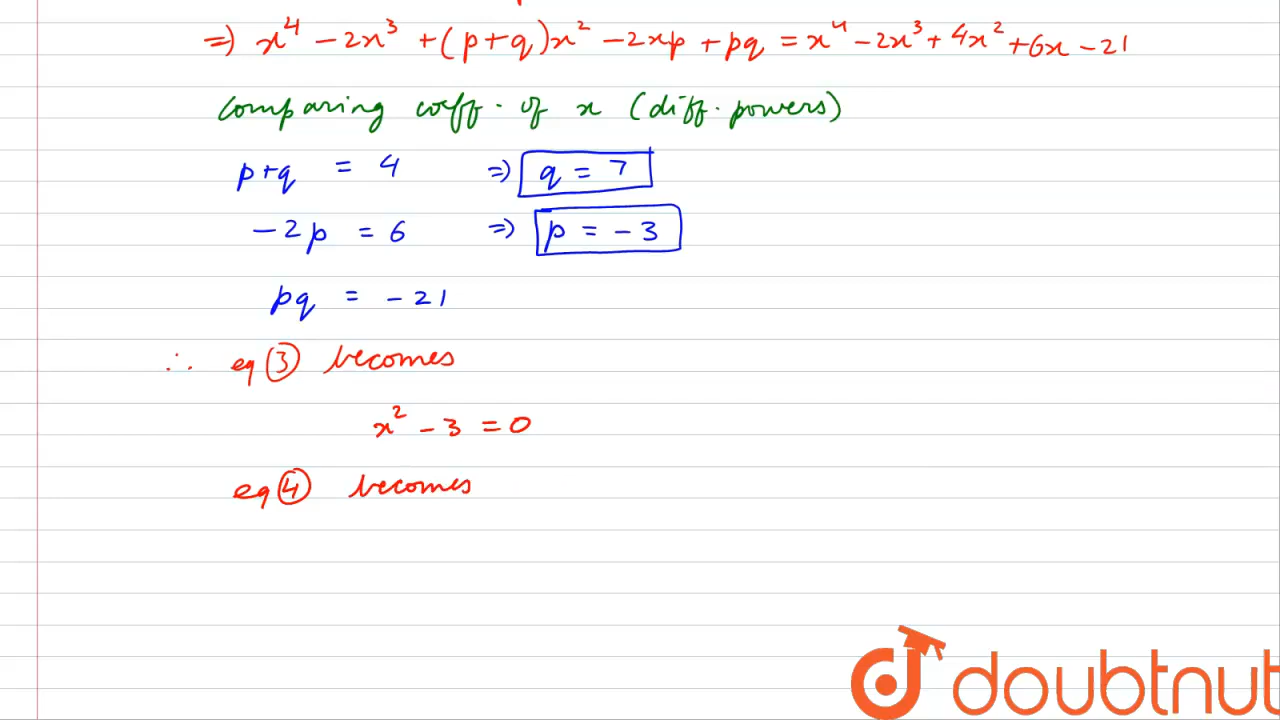 ⇒) x⁴ - 2x³ + (p+q)x² - 2xp + pq = x⁴ - 2x³ + 4x² + 6x - 21
Comparing coeff. of x (diff. powers)
p+q = 4 ⇒) q = 7
-2p = 6 ⇒) p = -3
pq = -21
∴ eq ③ becomes
x² - 3 = 0
eq ④ becomes
doubtnut